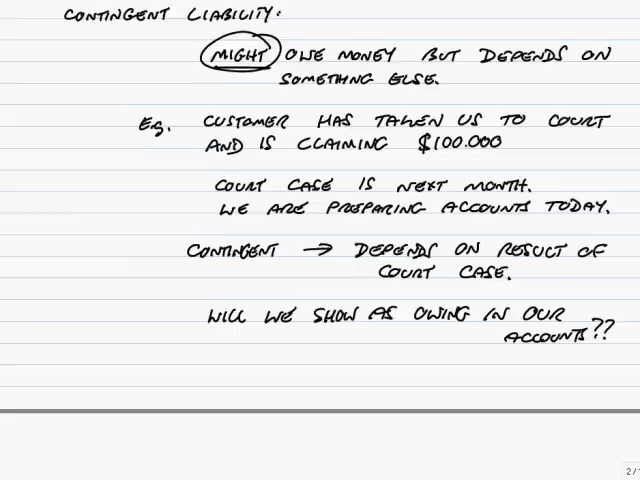 CONTINGENT LIABILITY:
MIGHT OWE MONEY BUT DEPENDS ON
SOMETHING ELSE.
Eg. CUSTOMER HAS TAKEN US TO COURT
AND IS CLAIMING $100.000
COURT CASE IS NEXT MONTH.
WE ARE PREPARING ACCOUNTS TODAY.
CONTINGENT → DEPENDS ON RESULT OF
COURT CASE.
WILL WE SHOW AS OWING IN OUR
ACCOUNTS??
2/1